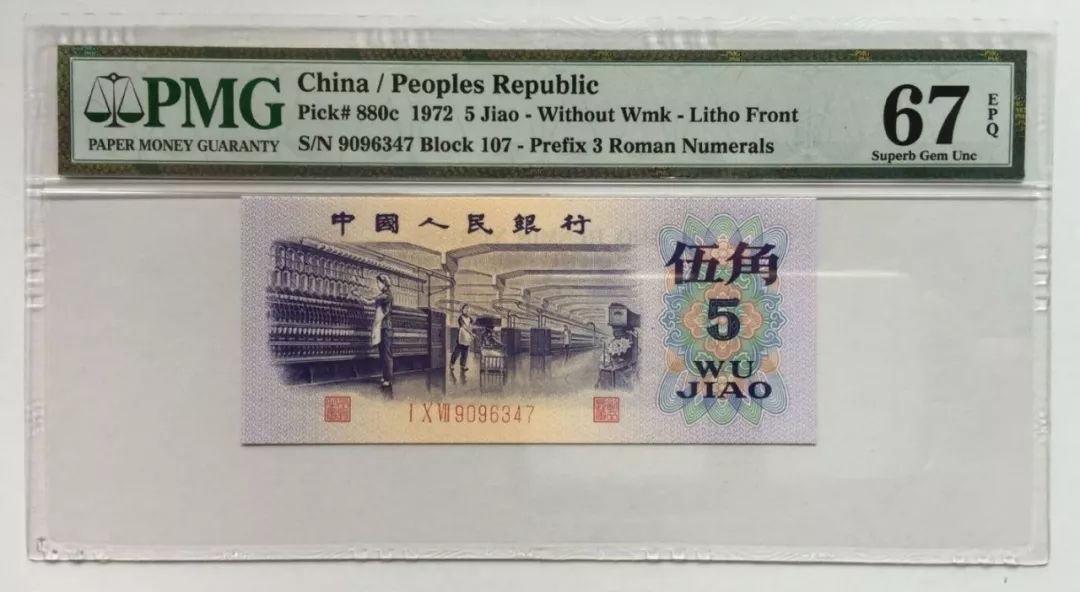 PMG
PAPER MONEY GUARANTY
China / Peoples Republic
Pick# 880c 1972 5 Jiao - Without Wmk - Litho Front
S/N 9096347 Block 107 - Prefix 3 Roman Numerals
67
EPQ
Superb Gem Unc
中國人民銀行
伍角
5
WU
JIAO
I X VII 9096347